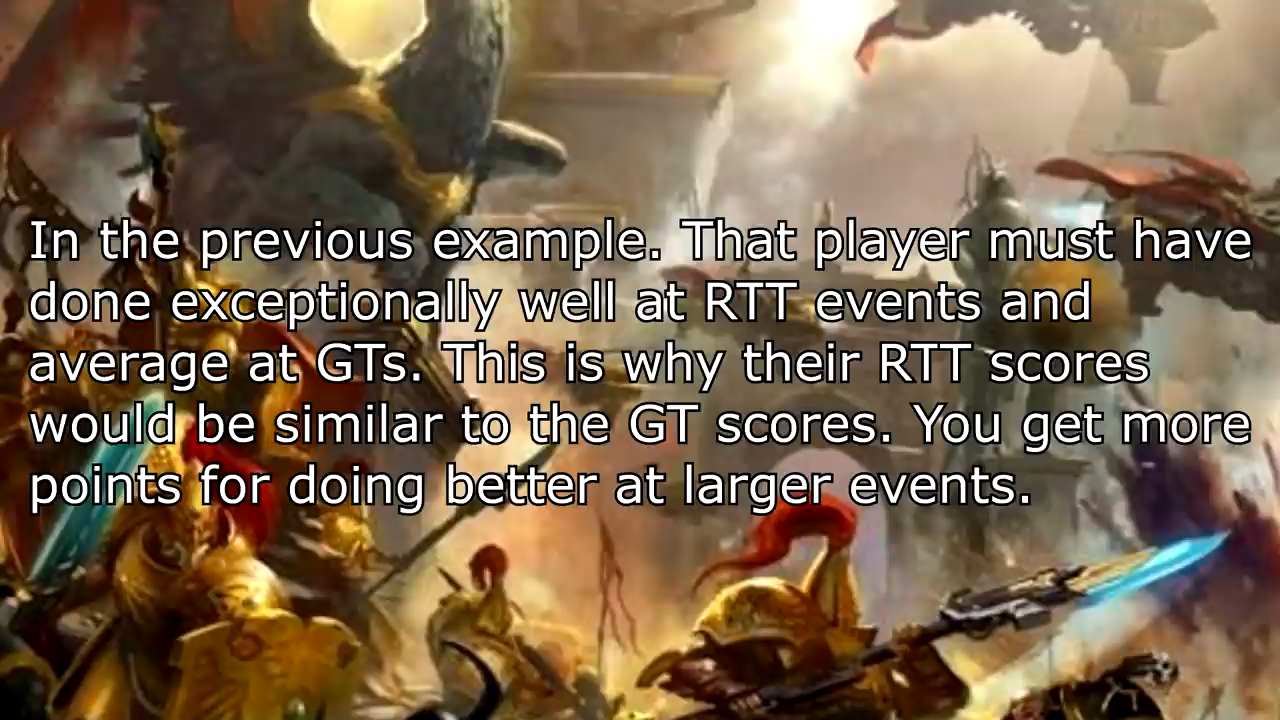 In the previous example. That player must have
done exceptionally well at RTT events and
average at GTs. This is why their RTT scores
would be similar to the GT scores. You get more
points for doing better at larger events.